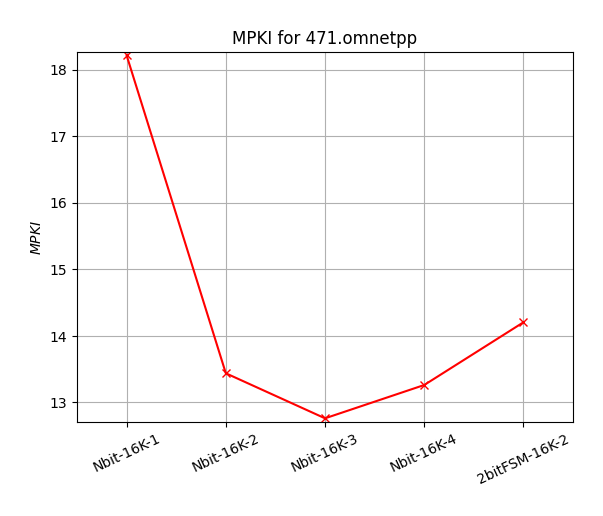 MPKI for 471.omnetpp
MPKI
18
17
16
15
14
13
Nbit-16K-1
Nbit-16K-2
Nbit-16K-3
Nbit-16K-4
2bitFSM-16K-2